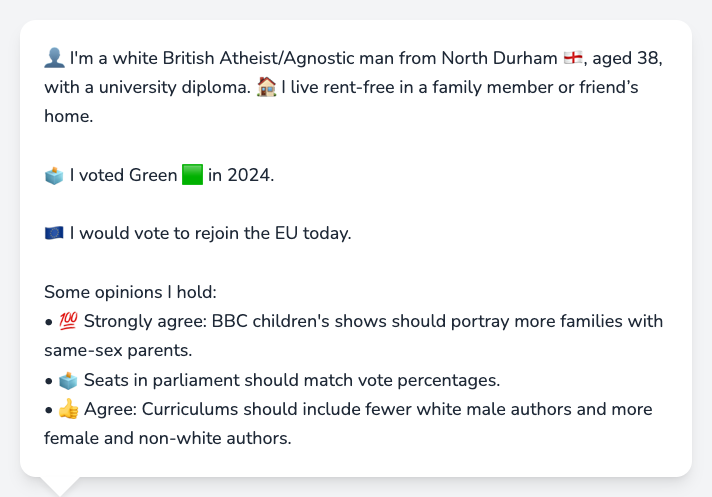 👤 I'm a white British Atheist/Agnostic man from North Durham 🏴󠁧󠁢󠁥󠁮󠁧󠁿, aged 38,
with a university diploma. 🏠 I live rent-free in a family member or friend’s
home.
🗳️ I voted Green 🟩 in 2024.
🇪🇺 I would vote to rejoin the EU today.
Some opinions I hold:
• 💯 Strongly agree: BBC children's shows should portray more families with
same-sex parents.
• 🗳️ Seats in parliament should match vote percentages.
• 👍 Agree: Curriculums should include fewer white male authors and more
female and non-white authors.